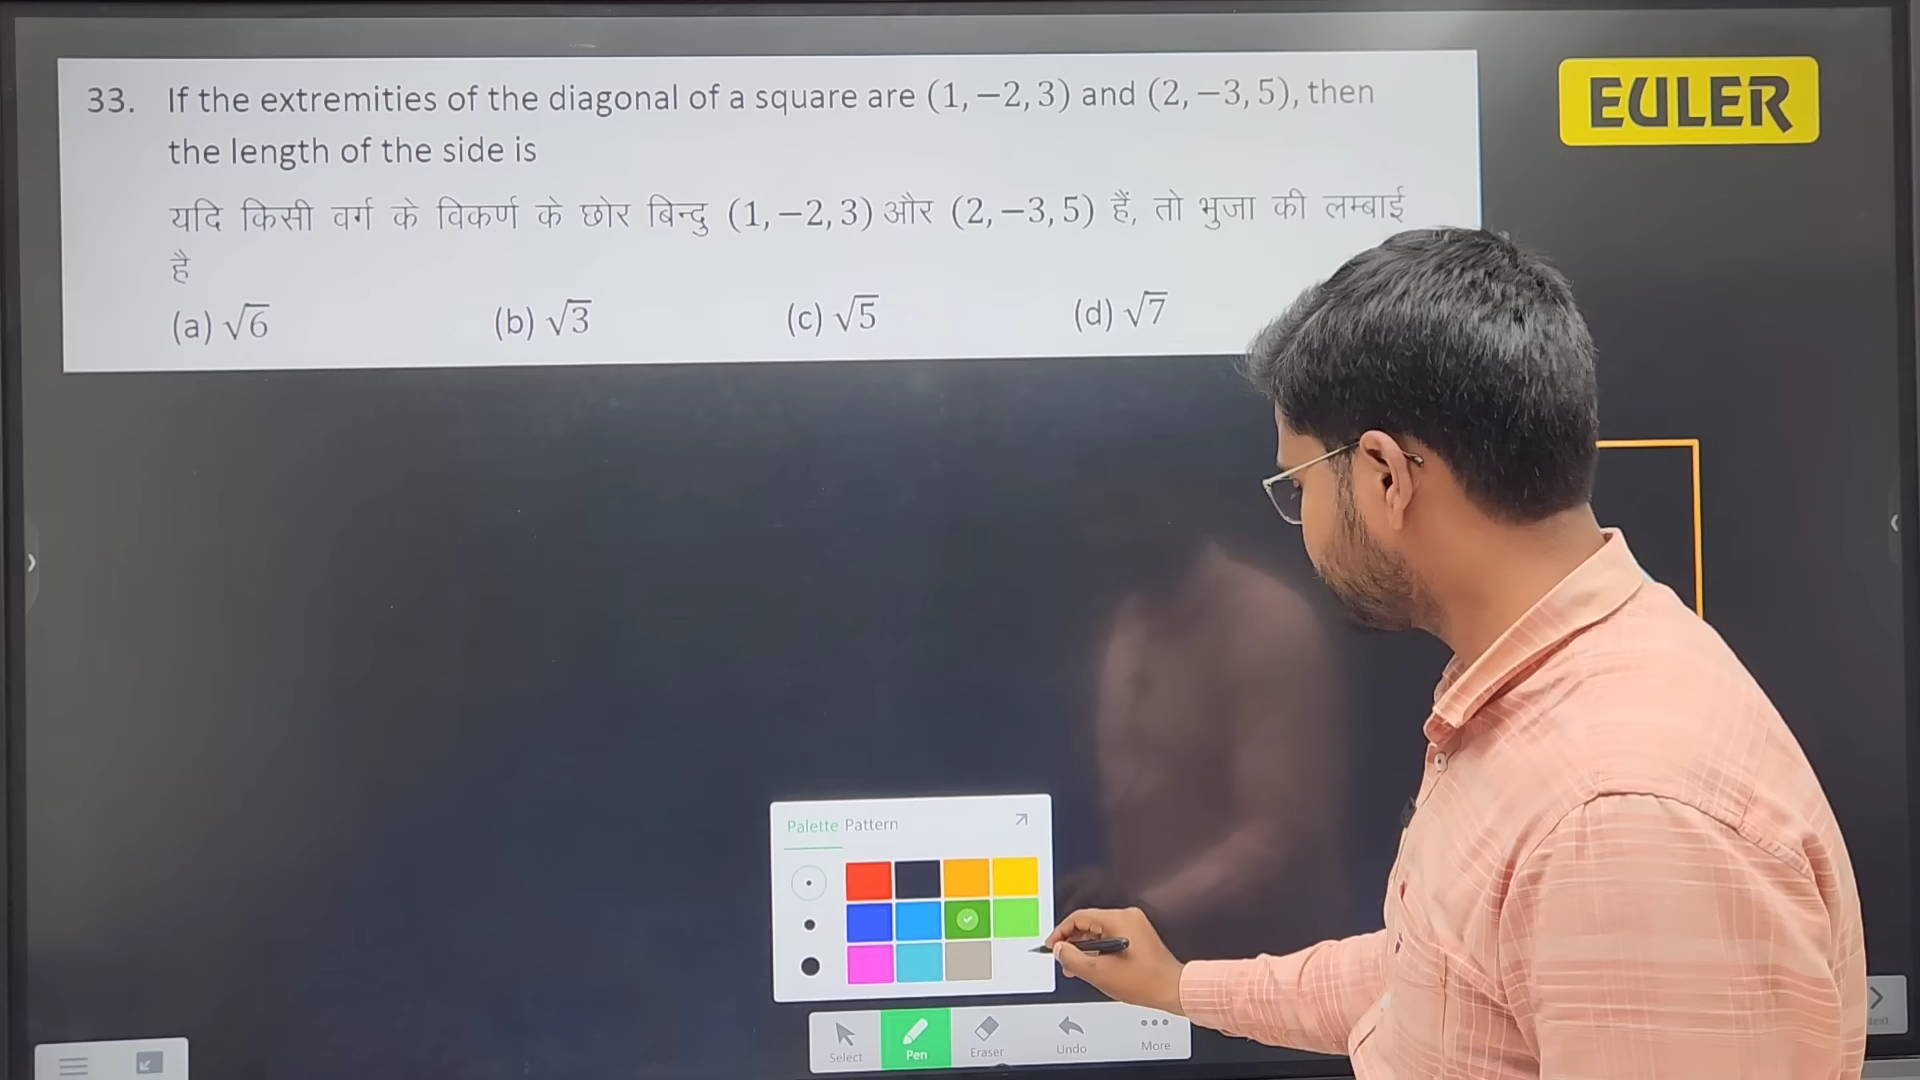 33. If the extremities of the diagonal of a square are (1, −2, 3) and (2, −3, 5), then
the length of the side is
यदि किसी वर्ग के विकर्ण के छोर बिन्दु (1, −2, 3) और (2, −3, 5) हैं, तो भुजा की लम्बाई
है
(a) √6 (b) √3 (c) √5 (d) √7
EULER
Palette Pattern
Select Pen Eraser Undo More